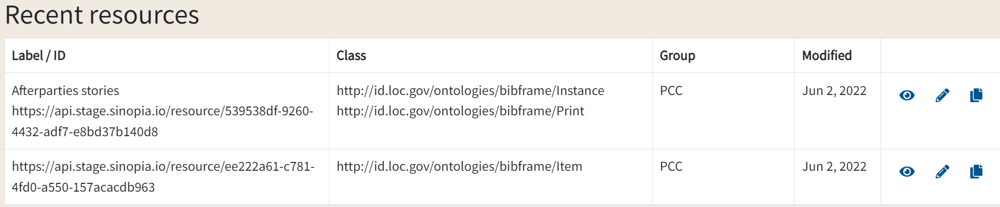 Recent resources
Label / ID Class Group Modified
Afterparties stories http://id.loc.gov/ontologies/bibframe/Instance PCC Jun 2, 2022
https://api.stage.sinopia.io/resource/539538df-9260- http://id.loc.gov/ontologies/bibframe/Print
4432-adf7-e8bd37b140d8
https://api.stage.sinopia.io/resource/ee222a61-c781- http://id.loc.gov/ontologies/bibframe/Item PCC Jun 2, 2022
4fd0-a550-157acacdb963